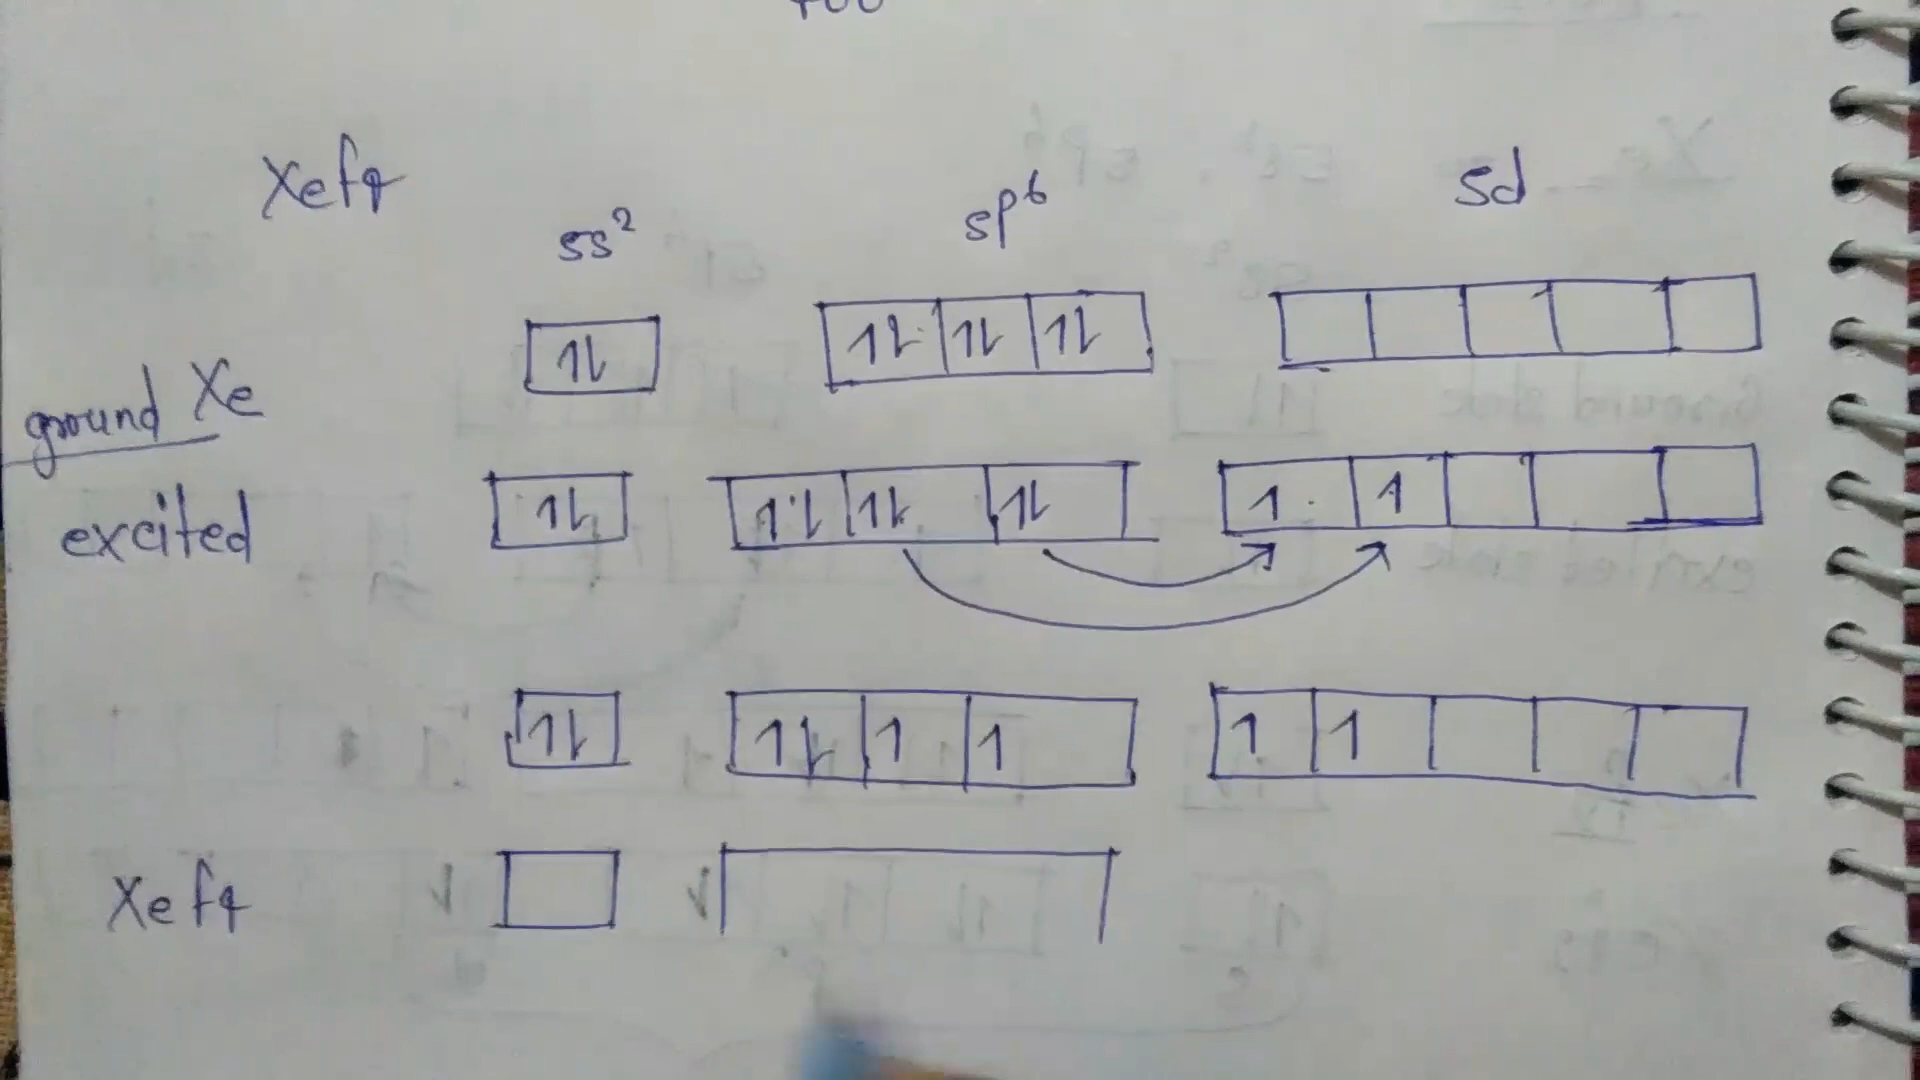 Xef4
5s² 5p⁶ 5d
1l 1l 1l 1l
ground Xe
excited 1l 1l 1l 1l 1 1
1l 1l 1 1 1 1
Xef4